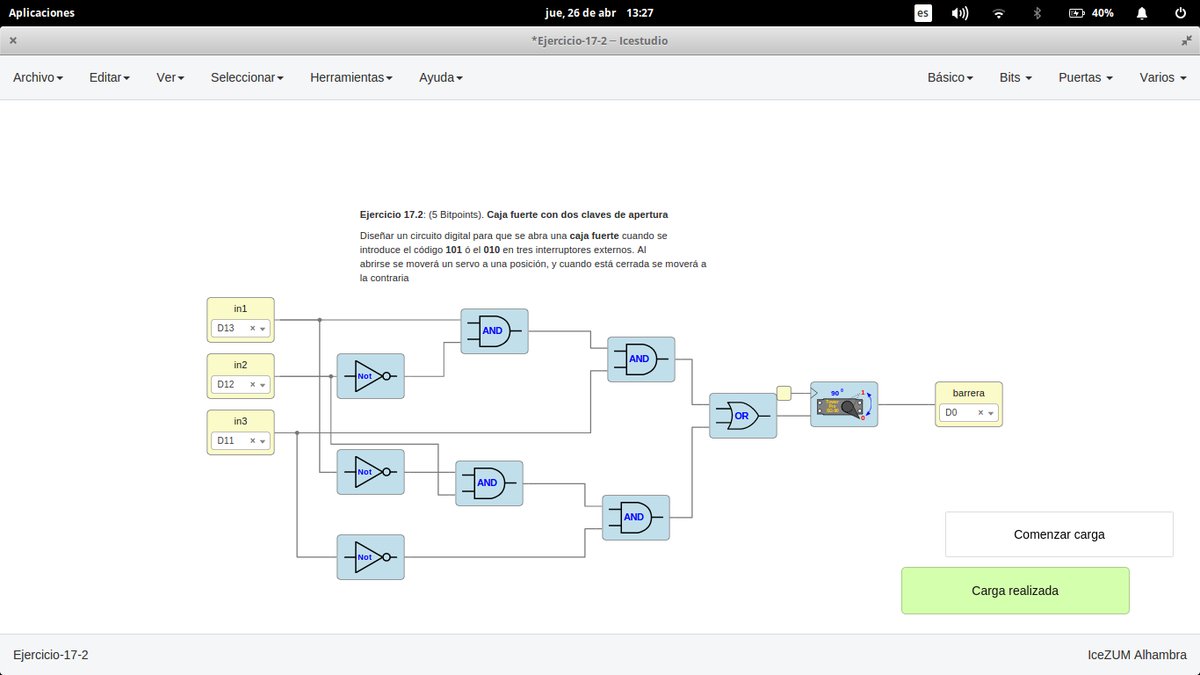 Aplicaciones
jue, 26 de abr 13:27
es
40%
*Ejercicio-17-2 – Icestudio
Archivo
Editar
Ver
Seleccionar
Herramientas
Ayuda
Básico
Bits
Puertas
Varios
Ejercicio 17.2: (5 Bitpoints). Caja fuerte con dos claves de apertura
Diseñar un circuito digital para que se abra una caja fuerte cuando se
introduce el código 101 ó el 010 en tres interruptores externos. Al
abrirse se moverá un servo a una posición, y cuando está cerrada se moverá a
la contraria
in1
D13
AND
in2
D12
Not
AND
in3
D11
OR
90 º
1
0
barrera
D0
Not
AND
AND
Not
Comenzar carga
Carga realizada
Ejercicio-17-2
IceZUM Alhambra